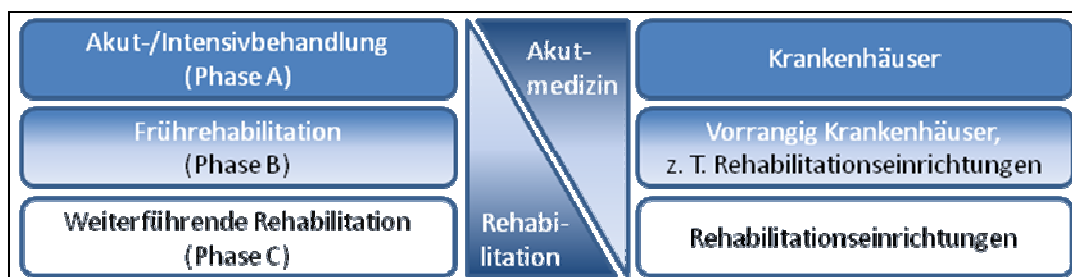 Akut-/Intensivbehandlung
(Phase A)
Akut-
medizin
Krankenhäuser
Frührehabilitation
(Phase B)
Vorrangig Krankenhäuser,
z. T. Rehabilitationseinrichtungen
Weiterführende Rehabilitation
(Phase C)
Rehabi-
litation
Rehabilitationseinrichtungen